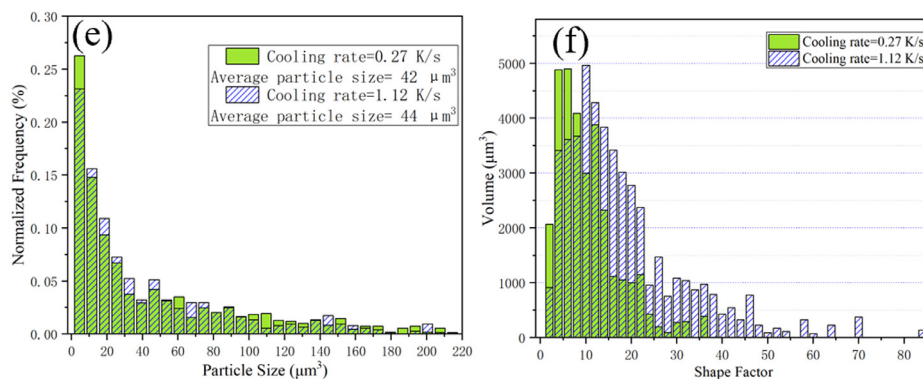 (e)
0.30
0.25
0.20
0.15
0.10
0.05
0.00
Normalized Frequency (%)
Cooling rate=0.27 K/s
Average particle size= 42 μm³
Cooling rate=1.12 K/s
Average particle size= 44 μm³
0 20 40 60 80 100 120 140 160 180 200 220
Particle Size (μm³)
(f)
Cooling rate=0.27 K/s
Cooling rate=1.12 K/s
5000
4000
3000
2000
1000
0
Volume (μm³)
0 10 20 30 40 50 60 70 80
Shape Factor